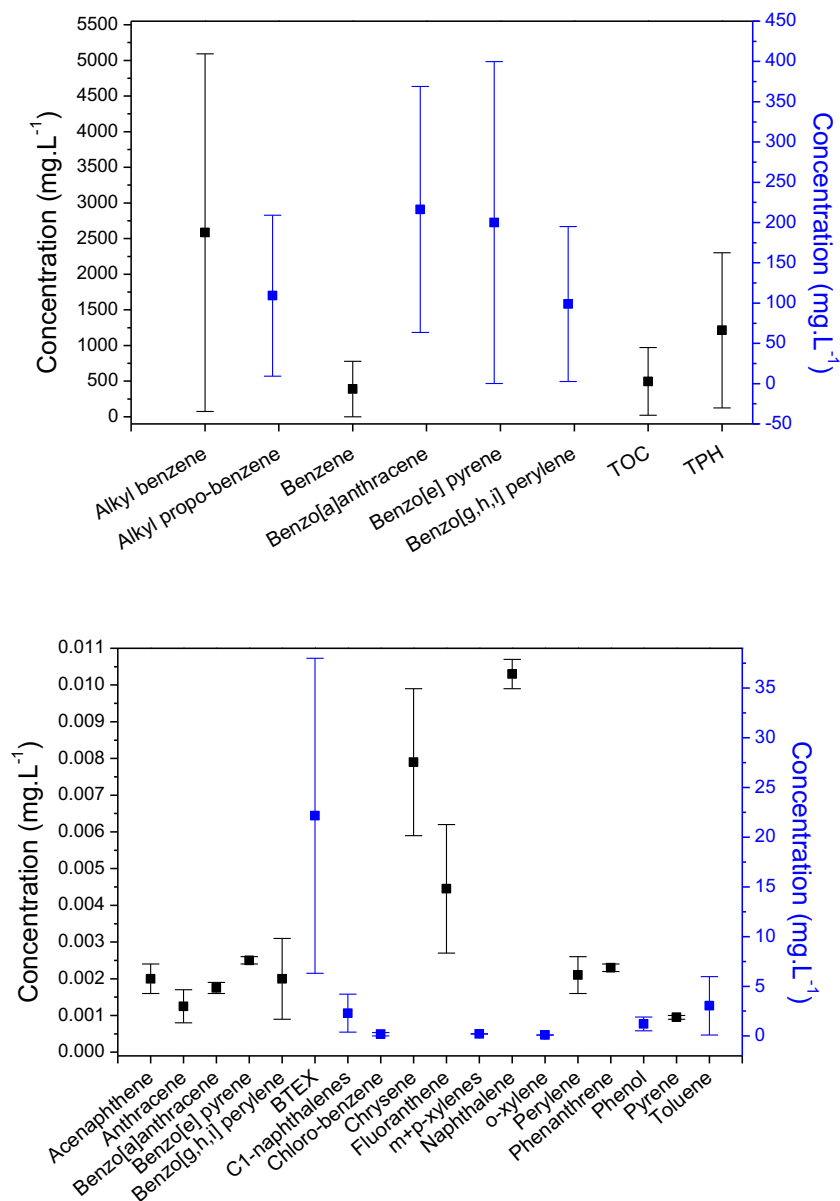 5500
5000
4500
4000
3500
3000
2500
2000
1500
1000
500
0
Concentration (mg.L-1)
450
400
350
300
250
200
150
100
50
0
-50
Concentration (mg.L-1)
Alkyl benzene
Alkyl propo-benzene
Benzene
Benzo[a]anthracene
Benzo[e] pyrene
Benzo[g,h,i] perylene
TOC
TPH
0.011
0.010
0.009
0.008
0.007
0.006
0.005
0.004
0.003
0.002
0.001
0.000
Concentration (mg.L-1)
35
30
25
20
15
10
5
0
Concentration (mg.L-1)
Acenaphthene
Anthracene
Benzo[a]anthracene
Benzo[e] pyrene
Benzo[g,h,i] perylene
BTEX
C1-naphthalenes
Chloro-benzene
Chrysene
Fluoranthene
m+p-xylenes
Naphthalene
o-xylene
Perylene
Phenanthrene
Phenol
Pyrene
Toluene